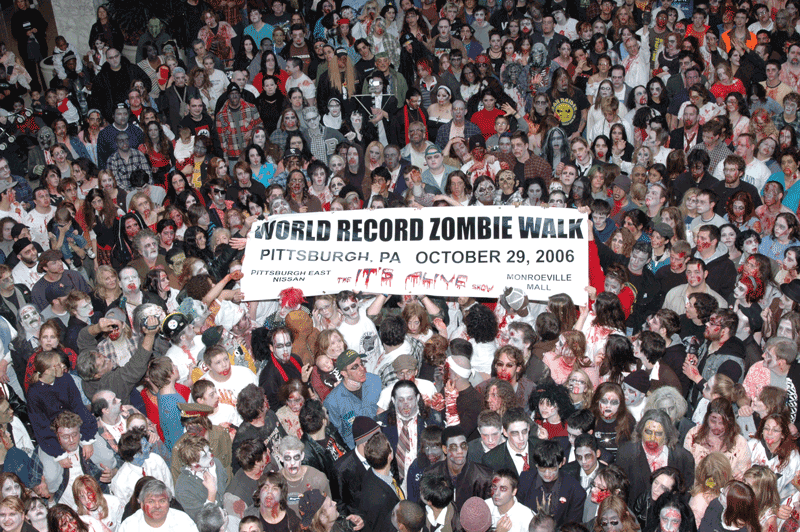 WORLD RECORD ZOMBIE WALK
PITTSBURGH, PA OCTOBER 29, 2006
PITTSBURGH EAST NISSAN
THE IT'S ALIVE SHOW
MONROEVILLE MALL